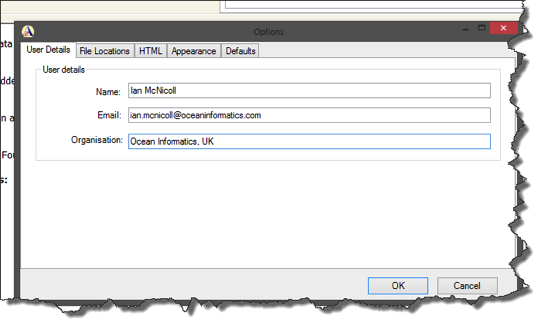 Options
User Details File Locations HTML Appearance Defaults
User details
Name: Ian McNicoll
Email: ian.mcnicoll@oceaninformatics.com
Organisation: Ocean Informatics, UK
OK Cancel